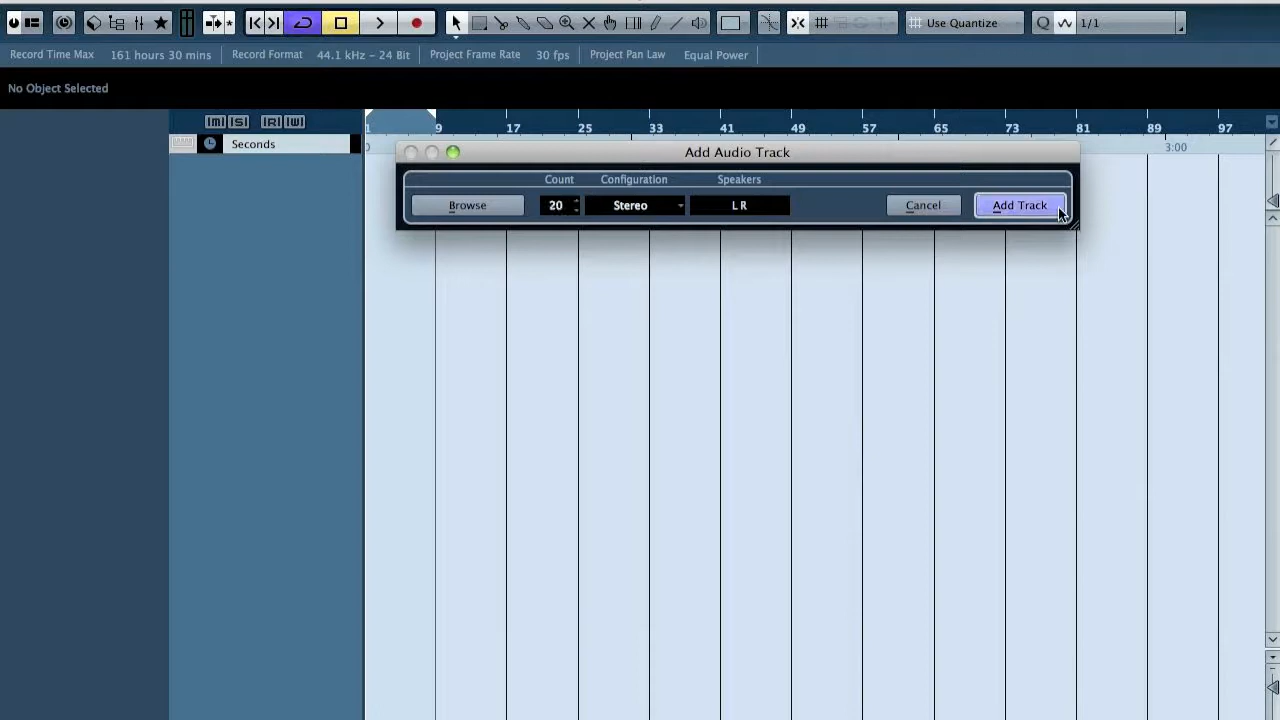 Use Quantize Q 1/1
Record Time Max 161 hours 30 mins Record Format 44.1 kHz - 24 Bit Project Frame Rate 30 fps Project Pan Law Equal Power
No Object Selected
M S R W
1 9 17 25 33 41 49 57 65 73 81 89 97
Seconds 0 3:00
Add Audio Track
Count Configuration Speakers
Browse 20 Stereo L R Cancel Add Track